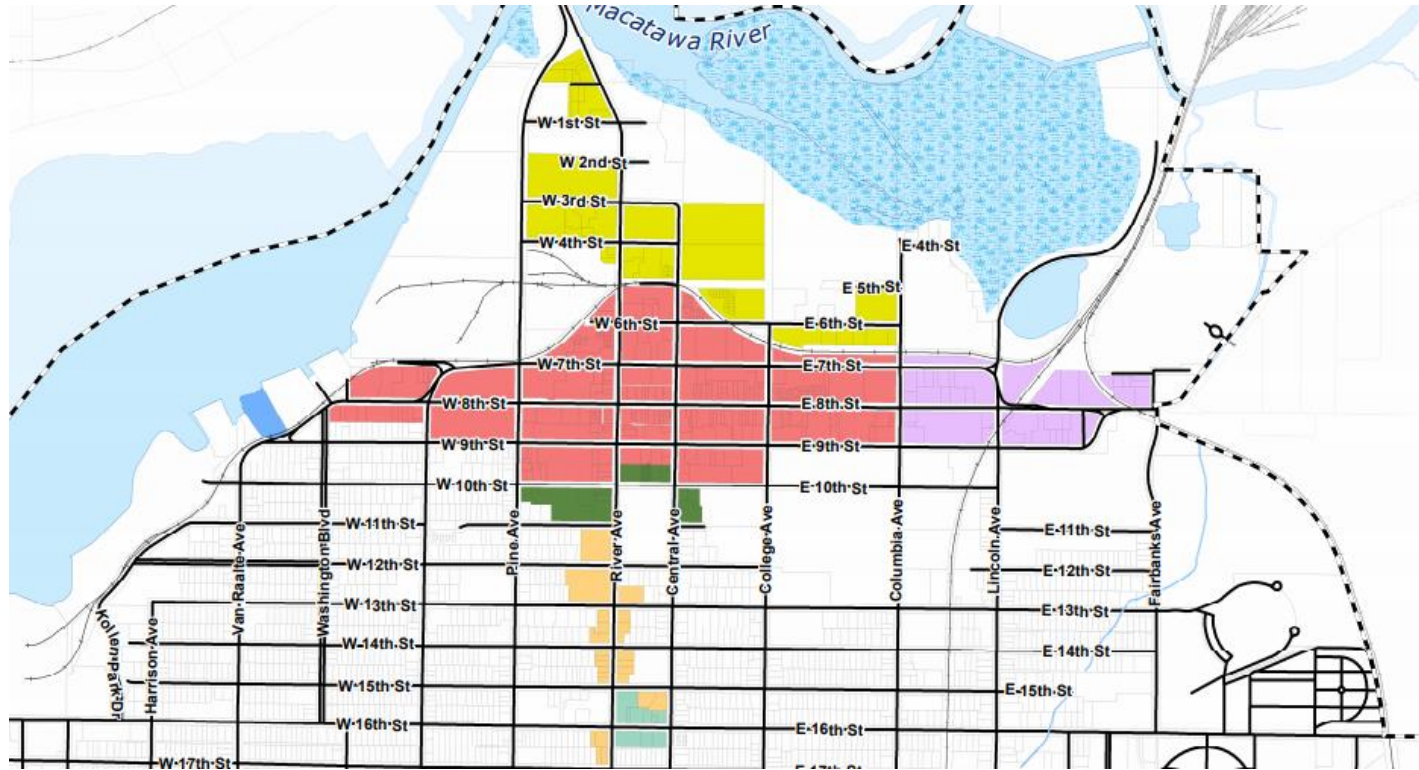 Macatawa River
W 1st St
W 2nd St
W 3rd St
W 4th St
E 4th St
E 5th St
W 6th St
E 6th St
W 7th St
E 7th St
W 8th St
E 8th St
W 9th St
E 9th St
W 10th St
E 10th St
W 11th St
E 11th St
W 12th St
E 12th St
W 13th St
E 13th St
W 14th St
E 14th St
W 15th St
E 15th St
W 16th St
E 16th St
W 17th St
E 17th St
Kollen Park Dr
Harrison Ave
Van Raalte Ave
Washington Blvd
Pine Ave
River Ave
Central Ave
College Ave
Columbia Ave
Lincoln Ave
Fairbanks Ave